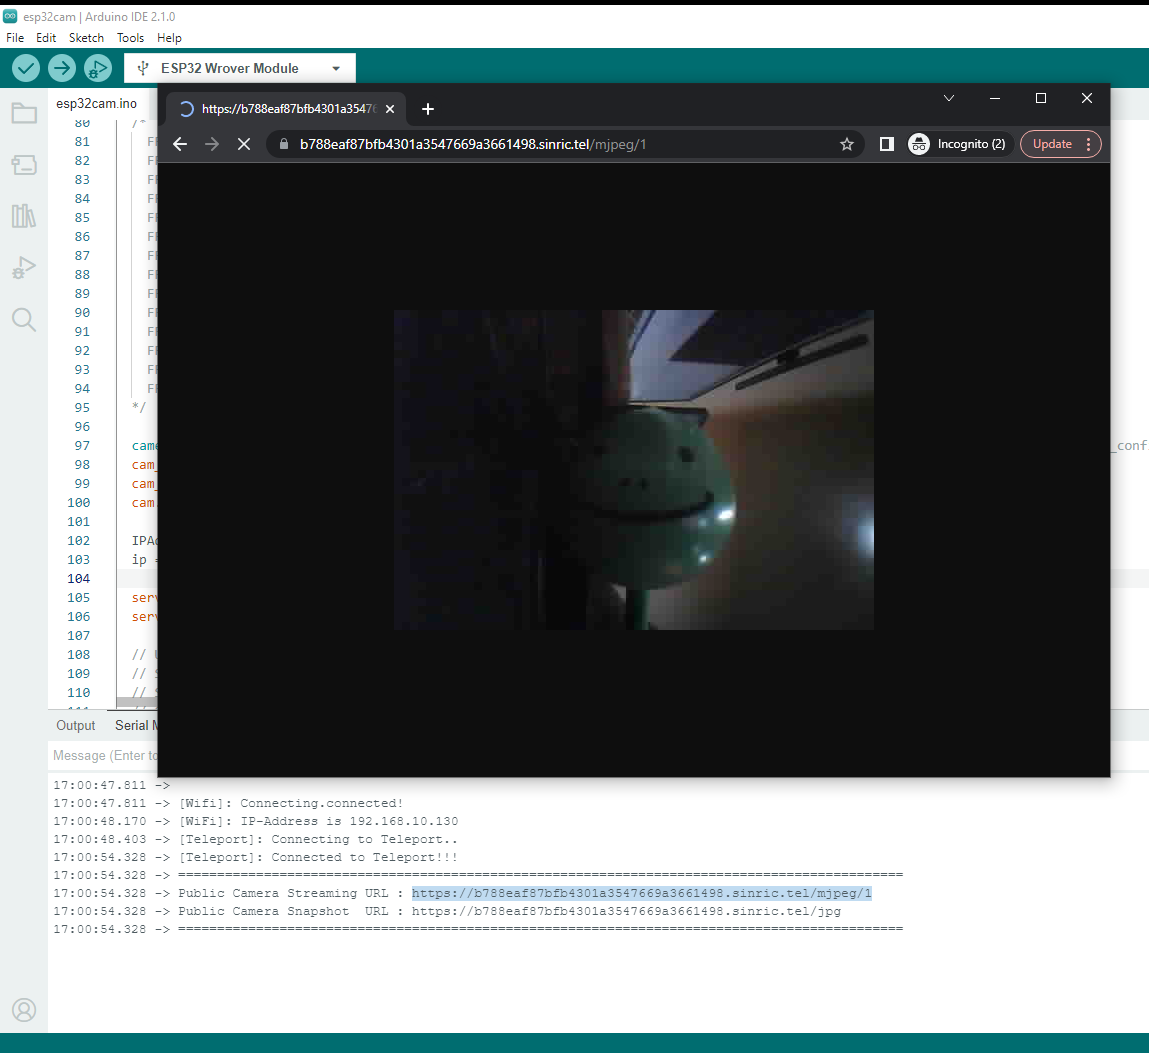 esp32cam | Arduino IDE 2.1.0
File Edit Sketch Tools Help
ESP32 Wrover Module
esp32cam.ino
https://b788eaf87bfb4301a3547
b788eaf87bfb4301a3547669a3661498.sinric.tel/mjpeg/1
Incognito (2)
Update
80 /*
81
82
83
84
85
86
87
88
89
90
91
92
93
94
95 */
96
97 came _conf
98 cam_
99 cam_
100 cam.
101
102 IPAd
103 ip =
104
105 serv
106 serv
107
108 //
109 //
110 //
Output Serial M
Message (Enter to
17:00:47.811 ->
17:00:47.811 -> [Wifi]: Connecting.connected!
17:00:48.170 -> [WiFi]: IP-Address is 192.168.10.130
17:00:48.403 -> [Teleport]: Connecting to Teleport..
17:00:54.328 -> [Teleport]: Connected to Teleport!!!
17:00:54.328 -> =============================================================================================
17:00:54.328 -> Public Camera Streaming URL : https://b788eaf87bfb4301a3547669a3661498.sinric.tel/mjpeg/1
17:00:54.328 -> Public Camera Snapshot  URL : https://b788eaf87bfb4301a3547669a3661498.sinric.tel/jpg
17:00:54.328 -> =============================================================================================